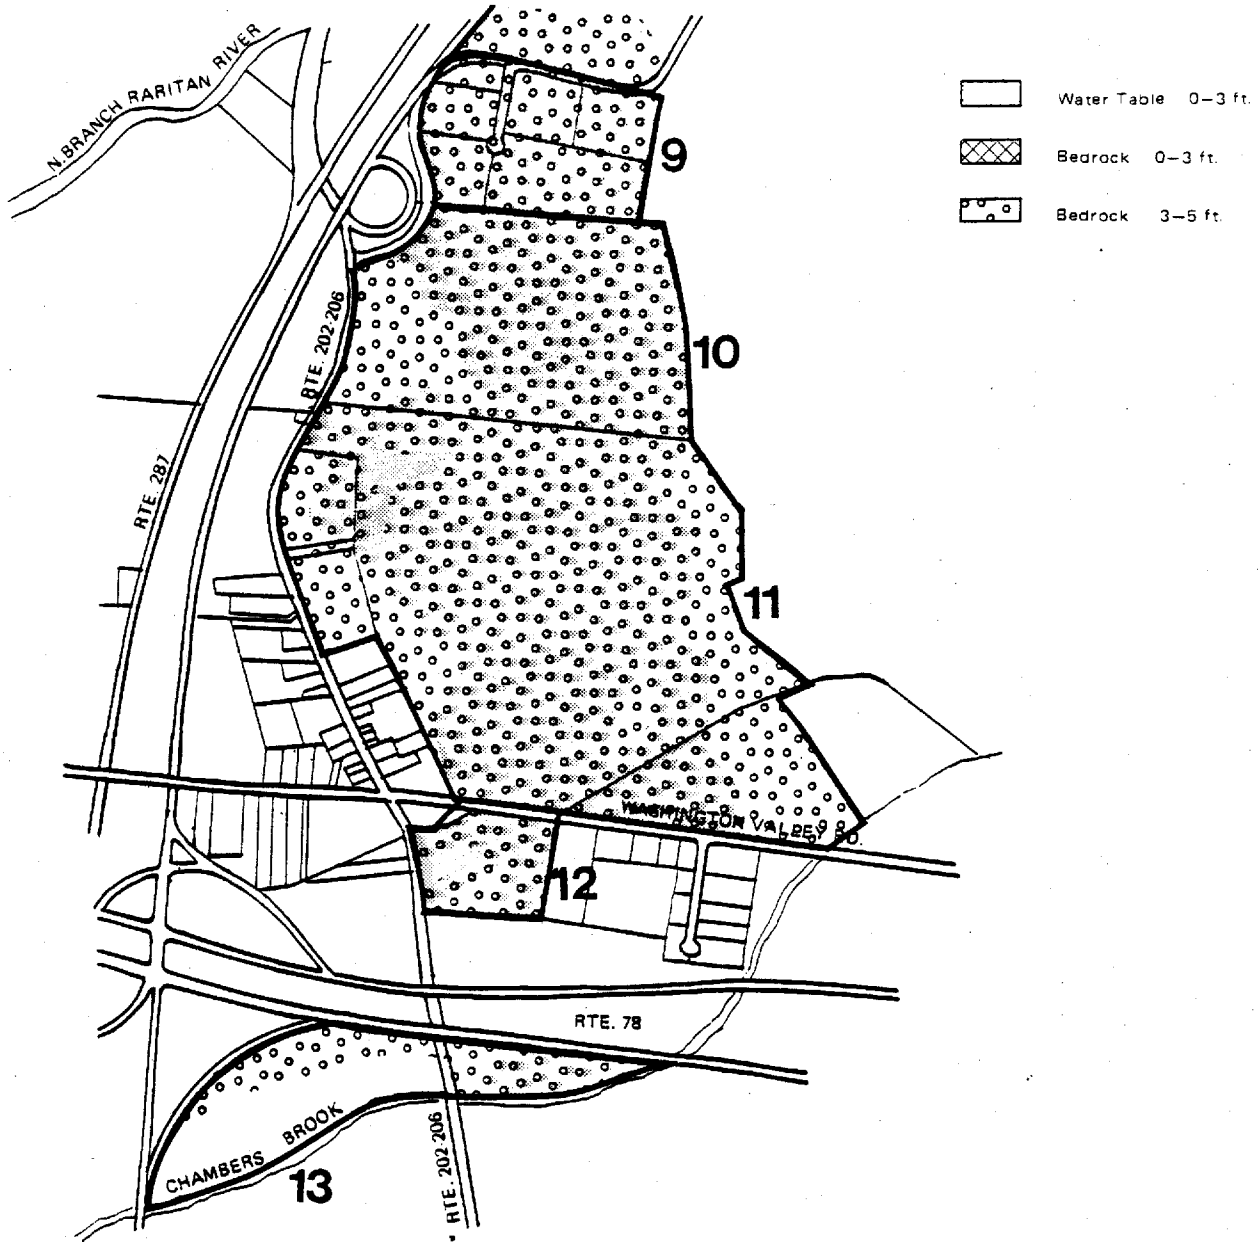 N. BRANCH RARITAN RIVER
Water Table 0-3 ft.
Bedrock 0-3 ft.
Bedrock 3-5 ft.
9
10
RTE. 202-206
RTE. 287
11
WASHINGTON VALLEY RD.
12
RTE. 78
CHAMBERS BROOK
13
RTE. 202-206